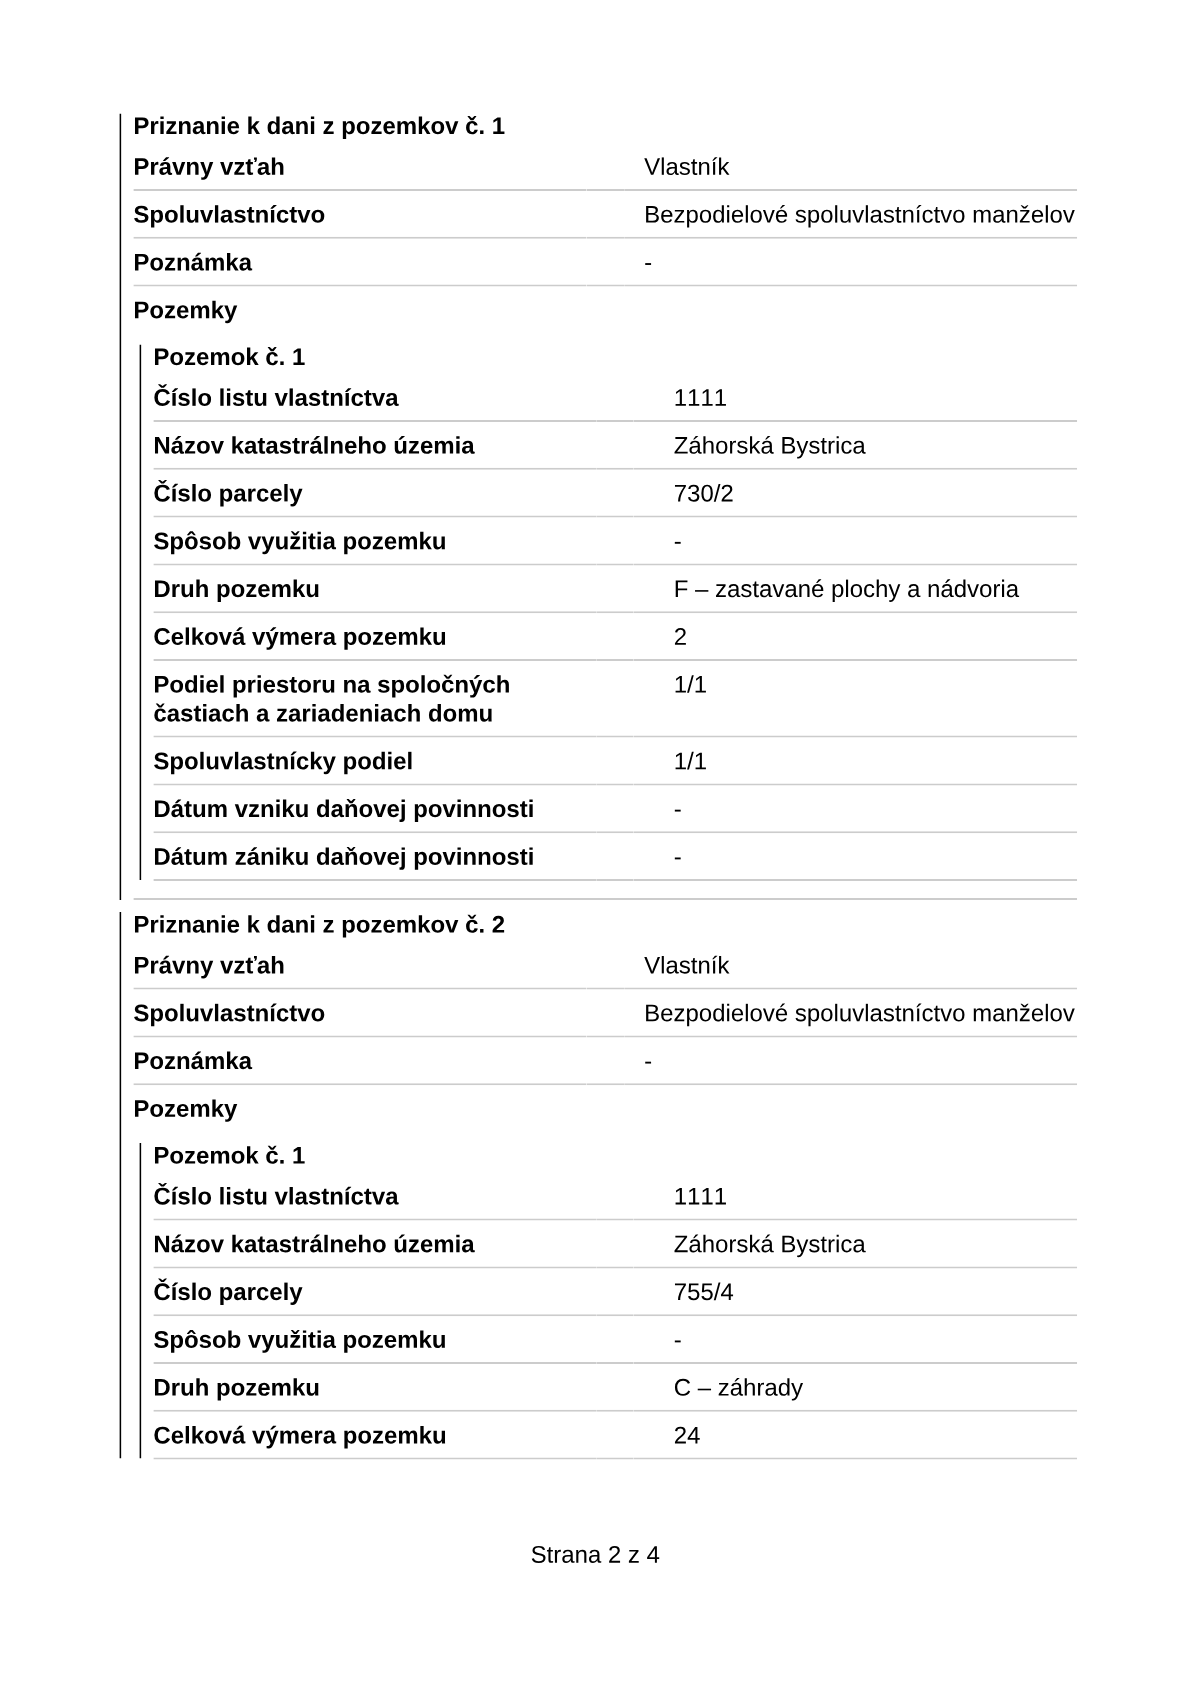 Priznanie k dani z pozemkov č. 1
Právny vzťah Vlastník
Spoluvlastníctvo Bezpodielové spoluvlastníctvo manželov
Poznámka -
Pozemky
Pozemok č. 1
Číslo listu vlastníctva 1111
Názov katastrálneho územia Záhorská Bystrica
Číslo parcely 730/2
Spôsob využitia pozemku -
Druh pozemku F – zastavané plochy a nádvoria
Celková výmera pozemku 2
Podiel priestoru na spoločných 1/1
častiach a zariadeniach domu
Spoluvlastnícky podiel 1/1
Dátum vzniku daňovej povinnosti -
Dátum zániku daňovej povinnosti -
Priznanie k dani z pozemkov č. 2
Právny vzťah Vlastník
Spoluvlastníctvo Bezpodielové spoluvlastníctvo manželov
Poznámka -
Pozemky
Pozemok č. 1
Číslo listu vlastníctva 1111
Názov katastrálneho územia Záhorská Bystrica
Číslo parcely 755/4
Spôsob využitia pozemku -
Druh pozemku C – záhrady
Celková výmera pozemku 24
Strana 2 z 4